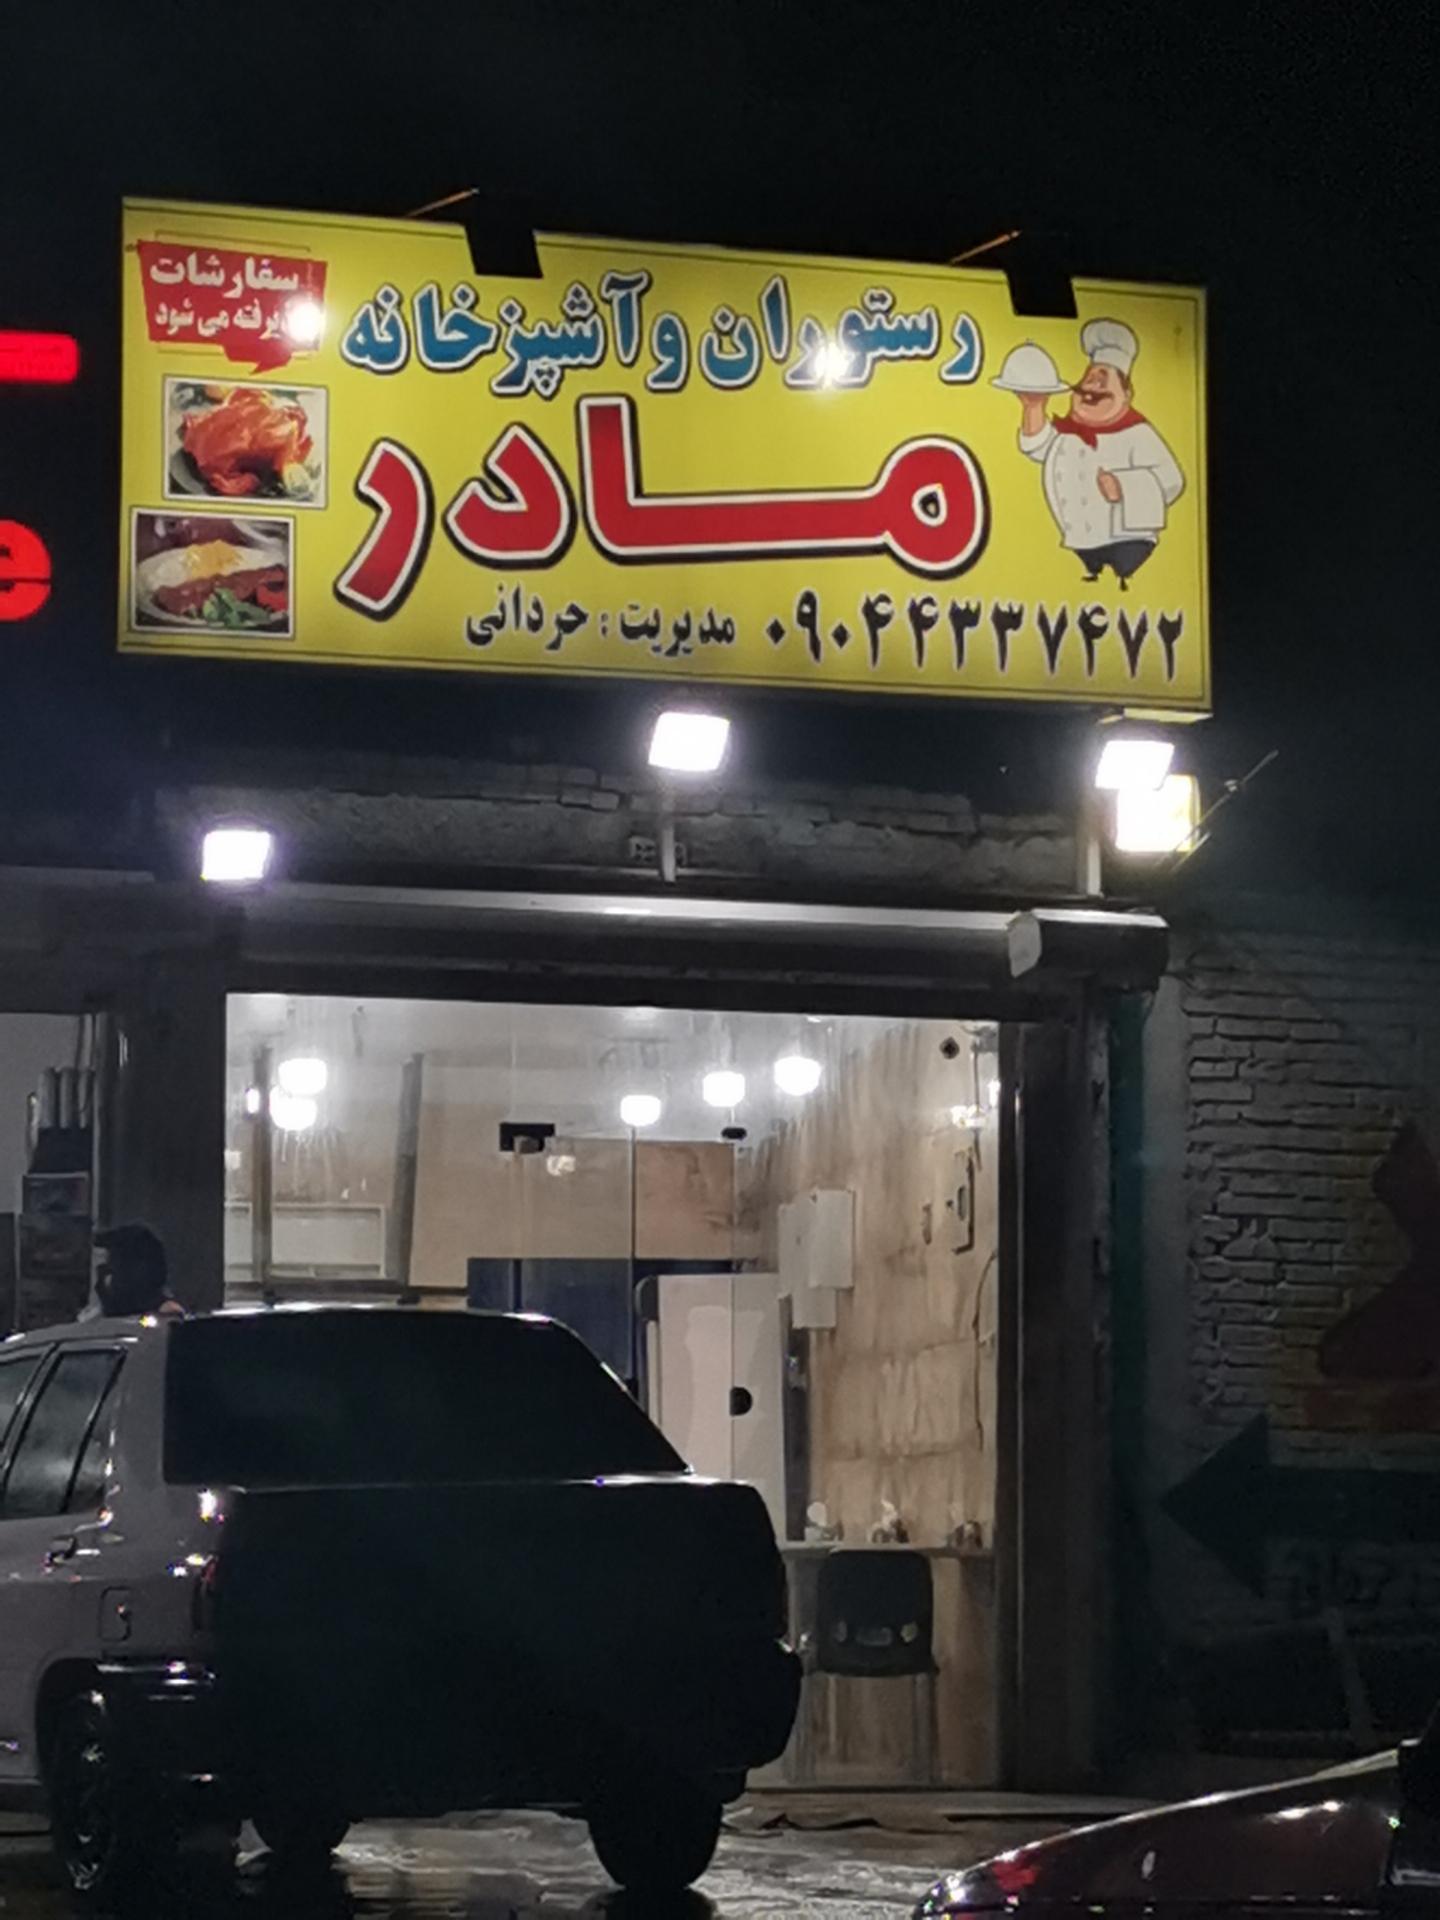 رستوران و آشپزخانه
مادر
۰۹۰۴۴۳۳۷۴۷۲
مدیریت : حردانی
سفارشات
پذیرفته می شود
e